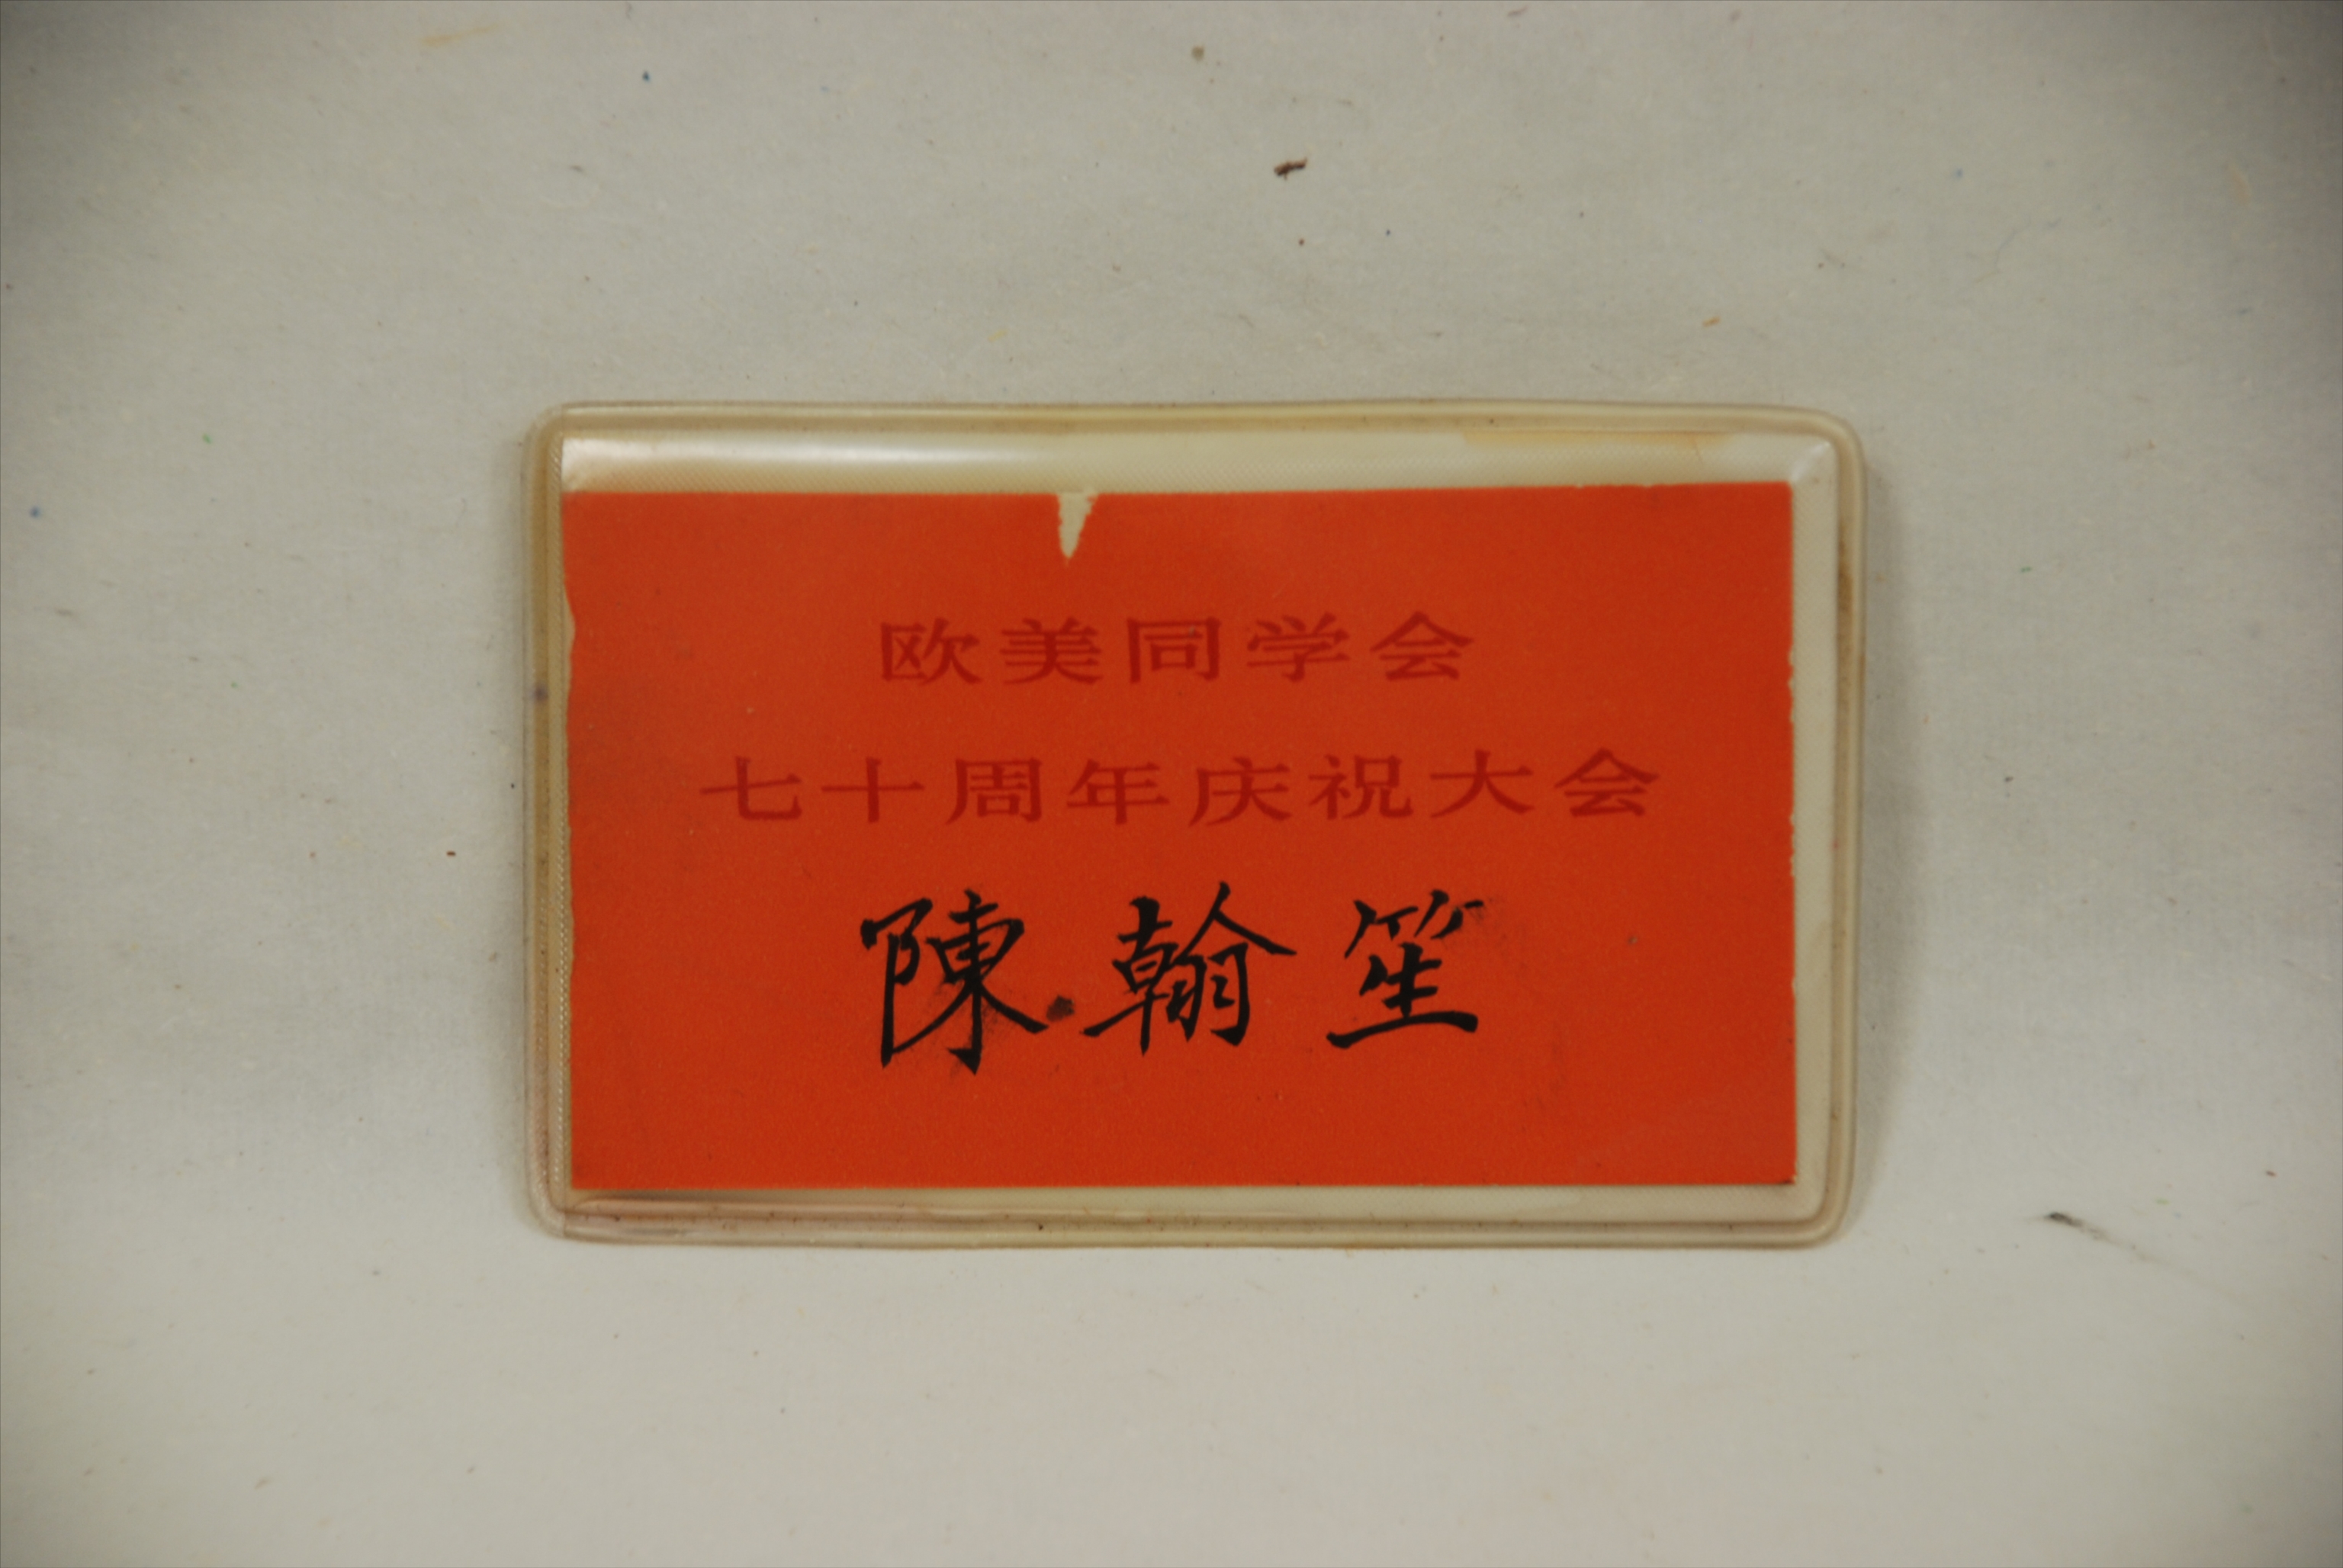 欧美同学会
七十周年庆祝大会
陳翰笙